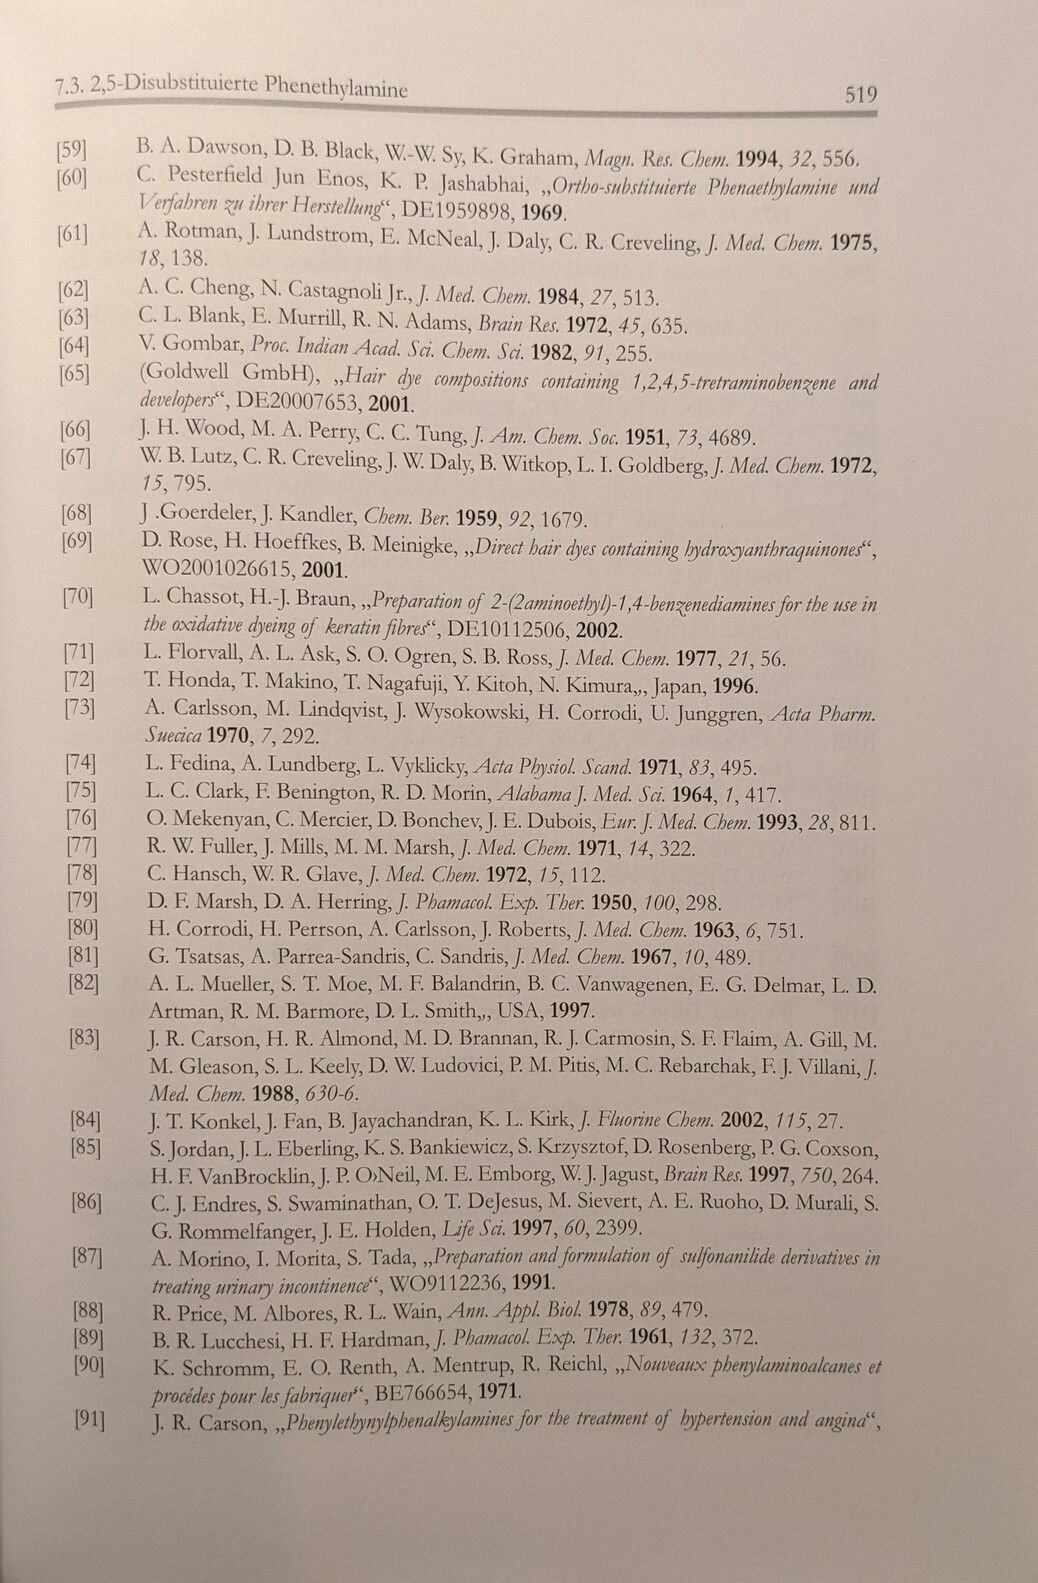 7.3. 2,5-Disubstituierte Phenethylamine 519
[59] B. A. Dawson, D. B. Black, W.-W. Sy, K. Graham, Magn. Res. Chem. 1994, 32, 556.
[60] C. Pesterfield Jun Enos, K. P. Jashabhai, „Ortho-substituierte Phenaethylamine und
Verfahren zu ihrer Herstellung“, DE1959898, 1969.
[61] A. Rotman, J. Lundstrom, E. McNeal, J. Daly, C. R. Creveling, J. Med. Chem. 1975,
18, 138.
[62] A. C. Cheng, N. Castagnoli Jr., J. Med. Chem. 1984, 27, 513.
[63] C. L. Blank, E. Murrill, R. N. Adams, Brain Res. 1972, 45, 635.
[64] V. Gombar, Proc. Indian Acad. Sci. Chem. Sci. 1982, 91, 255.
[65] (Goldwell GmbH), „Hair dye compositions containing 1,2,4,5-tretraminobenzene and
developers“, DE20007653, 2001.
[66] J. H. Wood, M. A. Perry, C. C. Tung, J. Am. Chem. Soc. 1951, 73, 4689.
[67] W. B. Lutz, C. R. Creveling, J. W. Daly, B. Witkop, L. I. Goldberg, J. Med. Chem. 1972,
15, 795.
[68] J .Goerdeler, J. Kandler, Chem. Ber. 1959, 92, 1679.
[69] D. Rose, H. Hoeffkes, B. Meinigke, „Direct hair dyes containing hydroxyanthraquinones“,
WO2001026615, 2001.
[70] L. Chassot, H.-J. Braun, „Preparation of 2-(2aminoethyl)-1,4-benzenediamines for the use in
the oxidative dyeing of keratin fibres“, DE10112506, 2002.
[71] L. Florvall, A. L. Ask, S. O. Ogren, S. B. Ross, J. Med. Chem. 1977, 21, 56.
[72] T. Honda, T. Makino, T. Nagafuji, Y. Kitoh, N. Kimura,,, Japan, 1996.
[73] A. Carlsson, M. Lindqvist, J. Wysokowski, H. Corrodi, U. Junggren, Acta Pharm.
Suecica 1970, 7, 292.
[74] L. Fedina, A. Lundberg, L. Vyklicky, Acta Physiol. Scand. 1971, 83, 495.
[75] L. C. Clark, F. Benington, R. D. Morin, Alabama J. Med. Sci. 1964, 1, 417.
[76] O. Mekenyan, C. Mercier, D. Bonchev, J. E. Dubois, Eur. J. Med. Chem. 1993, 28, 811.
[77] R. W. Fuller, J. Mills, M. M. Marsh, J. Med. Chem. 1971, 14, 322.
[78] C. Hansch, W. R. Glave, J. Med. Chem. 1972, 15, 112.
[79] D. F. Marsh, D. A. Herring, J. Phamacol. Exp. Ther. 1950, 100, 298.
[80] H. Corrodi, H. Perrson, A. Carlsson, J. Roberts, J. Med. Chem. 1963, 6, 751.
[81] G. Tsatsas, A. Parrea-Sandris, C. Sandris, J. Med. Chem. 1967, 10, 489.
[82] A. L. Mueller, S. T. Moe, M. F. Balandrin, B. C. Vanwagenen, E. G. Delmar, L. D.
Artman, R. M. Barmore, D. L. Smith,,, USA, 1997.
[83] J. R. Carson, H. R. Almond, M. D. Brannan, R. J. Carmosin, S. F. Flaim, A. Gill, M.
M. Gleason, S. L. Keely, D. W. Ludovici, P. M. Pitis, M. C. Rebarchak, F. J. Villani, J.
Med. Chem. 1988, 630-6.
[84] J. T. Konkel, J. Fan, B. Jayachandran, K. L. Kirk, J. Fluorine Chem. 2002, 115, 27.
[85] S. Jordan, J. L. Eberling, K. S. Bankiewicz, S. Krzysztof, D. Rosenberg, P. G. Coxson,
H. F. VanBrocklin, J. P. O›Neil, M. E. Emborg, W. J. Jagust, Brain Res. 1997, 750, 264.
[86] C. J. Endres, S. Swaminathan, O. T. DeJesus, M. Sievert, A. E. Ruoho, D. Murali, S.
G. Rommelfanger, J. E. Holden, Life Sci. 1997, 60, 2399.
[87] A. Morino, I. Morita, S. Tada, „Preparation and formulation of sulfonanilide derivatives in
treating urinary incontinence“, WO9112236, 1991.
[88] R. Price, M. Albores, R. L. Wain, Ann. Appl. Biol. 1978, 89, 479.
[89] B. R. Lucchesi, H. F. Hardman, J. Phamacol. Exp. Ther. 1961, 132, 372.
[90] K. Schromm, E. O. Renth, A. Mentrup, R. Reichl, „Nouveaux phenylaminoalcanes et
procédes pour les fabriquer“, BE766654, 1971.
[91] J. R. Carson, „Phenylethynylphenalkylamines for the treatment of hypertension and angina“,